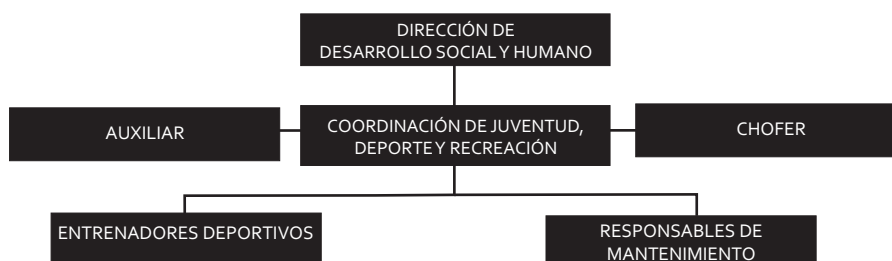 DIRECCIÓN DE
DESARROLLO SOCIAL Y HUMANO
AUXILIAR
COORDINACIÓN DE JUVENTUD,
DEPORTE Y RECREACIÓN
CHOFER
ENTRENADORES DEPORTIVOS
RESPONSABLES DE
MANTENIMIENTO